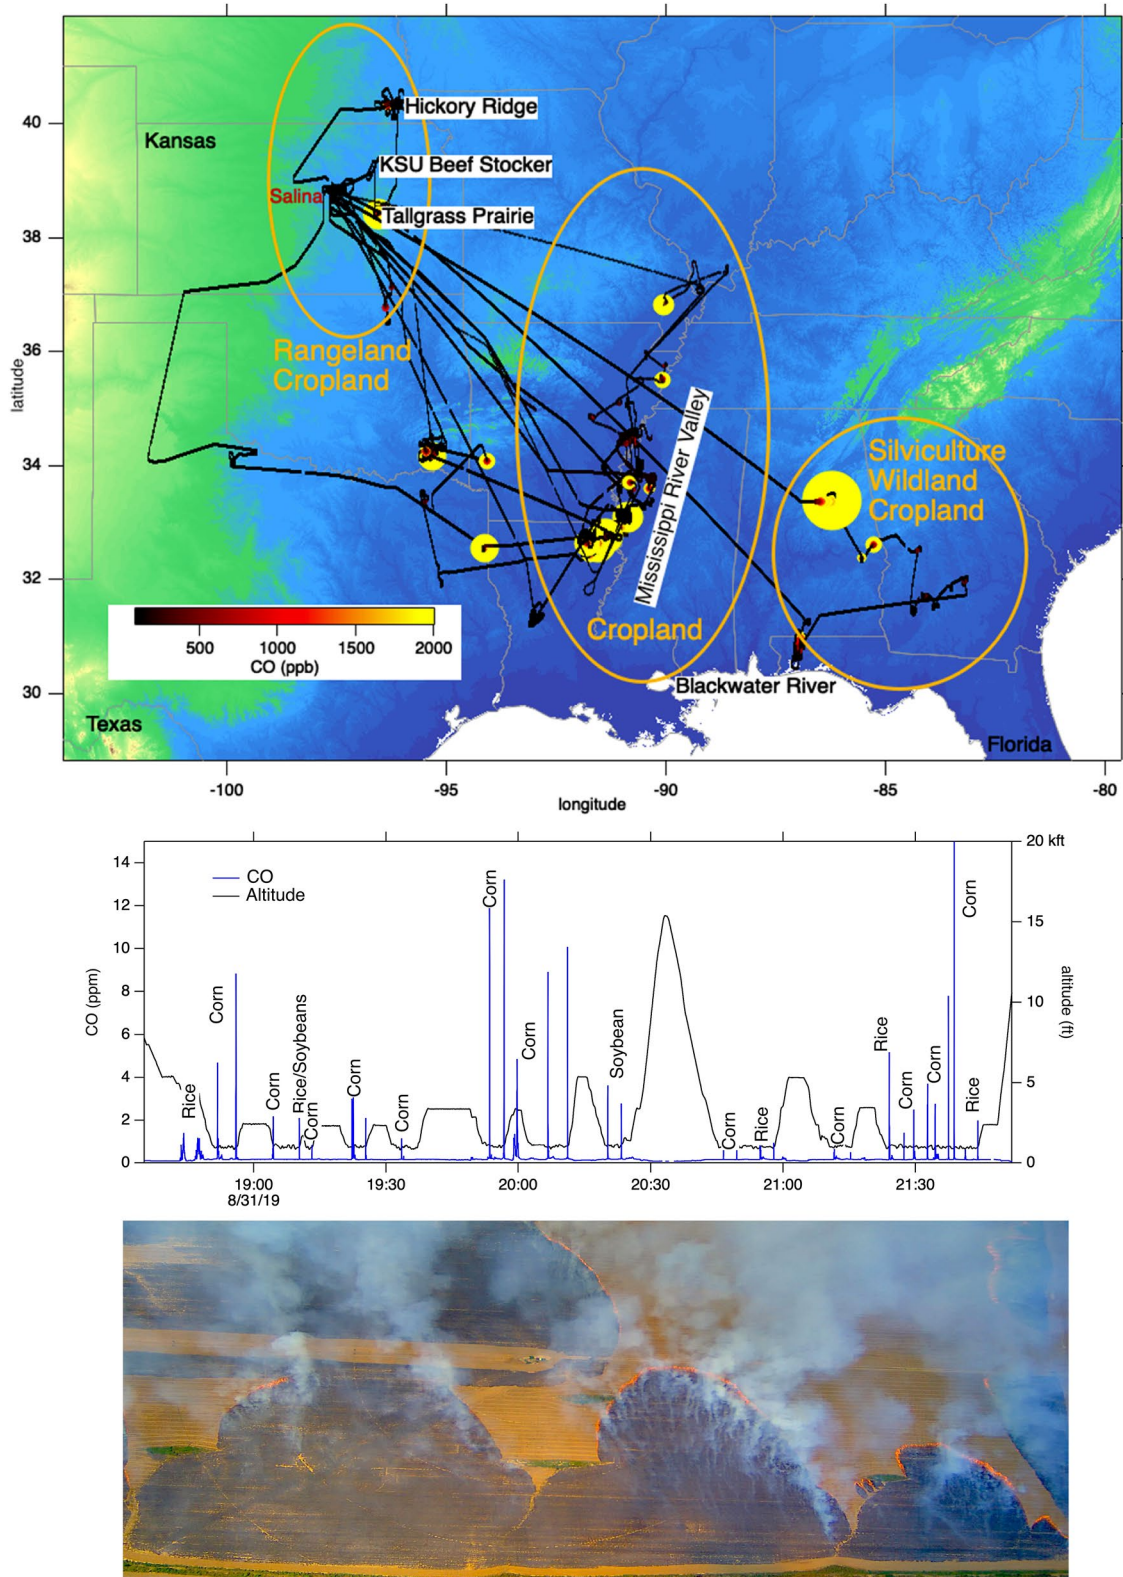 Hickory Ridge
40
Kansas
KSU Beef Stocker
Salina
Tallgrass Prairie
38
36
Rangeland
Cropland
latitude
Mississippi River Valley
34
Silviculture
Wildland
Cropland
32
Cropland
500
1000
1500
2000
CO (ppb)
30
Blackwater River
Texas
Florida
-100
-95
-90
-85
-80
longitude
20 kft
14
CO
Altitude
12
10
8
6
4
2
0
CO (ppm)
Rice
Corn
Corn
Rice/Soybeans
Corn
Corn
Corn
Corn
Corn
Soybean
Corn
Rice
Corn
Rice
Corn
Corn
Corn
Rice
15
10
5
0
altitude (ft)
19:00
19:30
20:00
20:30
21:00
21:30
8/31/19